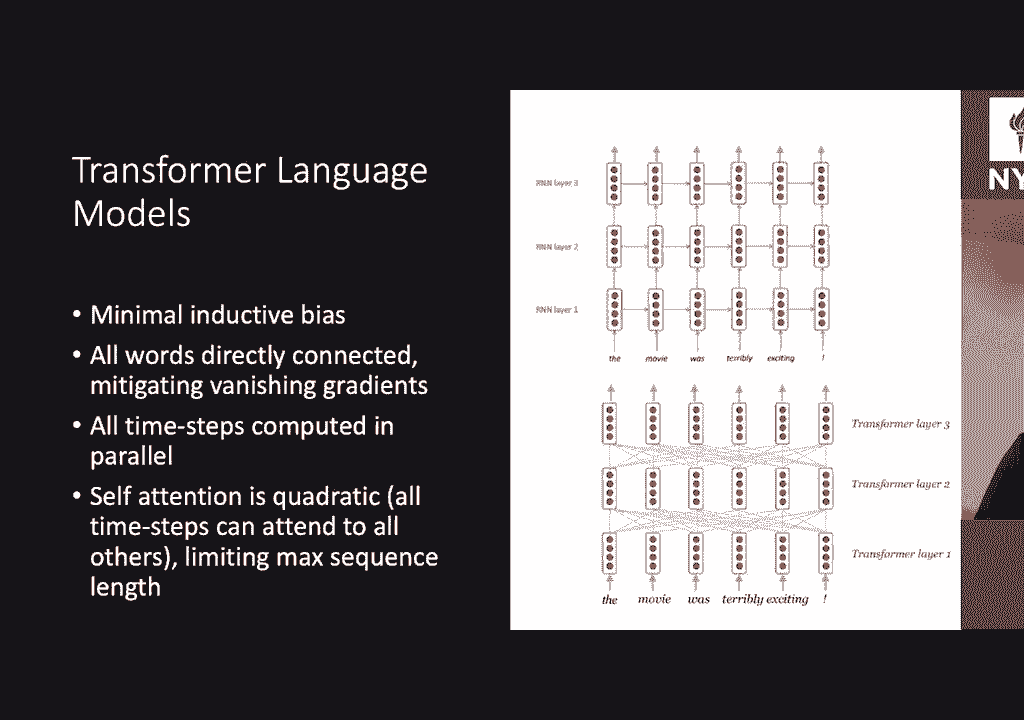 Transformer Language
Models
• Minimal inductive bias
• All words directly connected,
mitigating vanishing gradients
• All time-steps computed in
parallel
• Self attention is quadratic (all
time-steps can attend to all
others), limiting max sequence
length
RNN layer 3
RNN layer 2
RNN layer 1
the movie was terribly exciting !
Transformer layer 3
Transformer layer 2
Transformer layer 1
the movie was terribly exciting !
NY